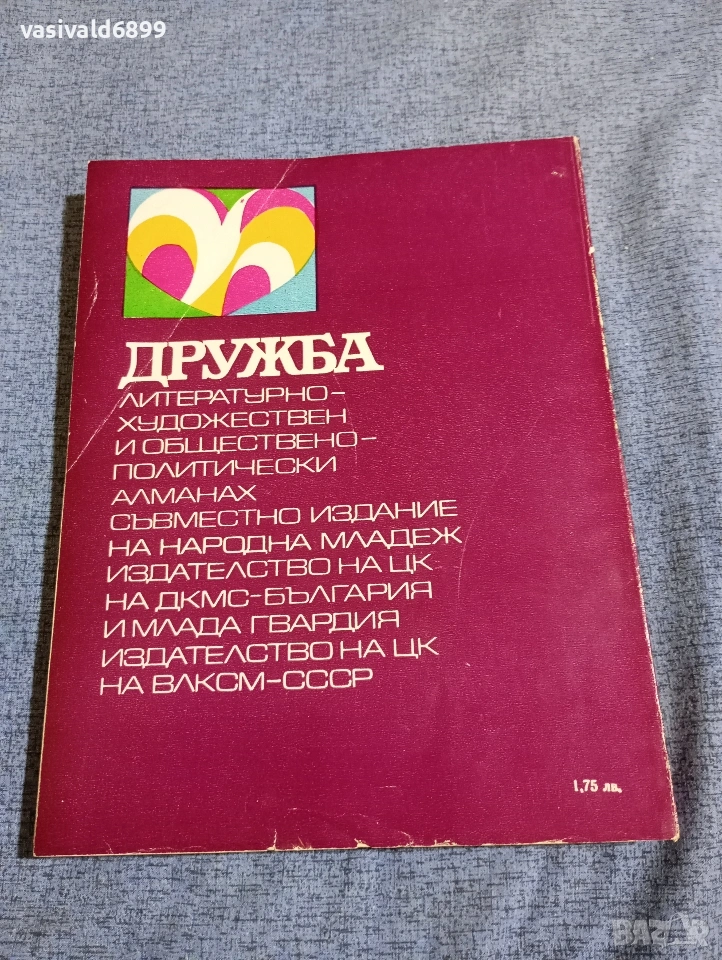 vasivald6899
ДРУЖБА
ЛИТЕРАТУРНО-
ХУДОЖЕСТВЕН
И ОБЩЕСТВЕНО-
ПОЛИТИЧЕСКИ
АЛМАНАХ
СЪВМЕСТНО ИЗДАНИЕ
НА НАРОДНА МЛАДЕЖ
ИЗДАТЕЛСТВО НА ЦК
НА ДКМС-БЪЛГАРИЯ
И МЛАДА ГВАРДИЯ
ИЗДАТЕЛСТВО НА ЦК
НА ВЛКСМ-СССР
1,75 лв.
BAZAR